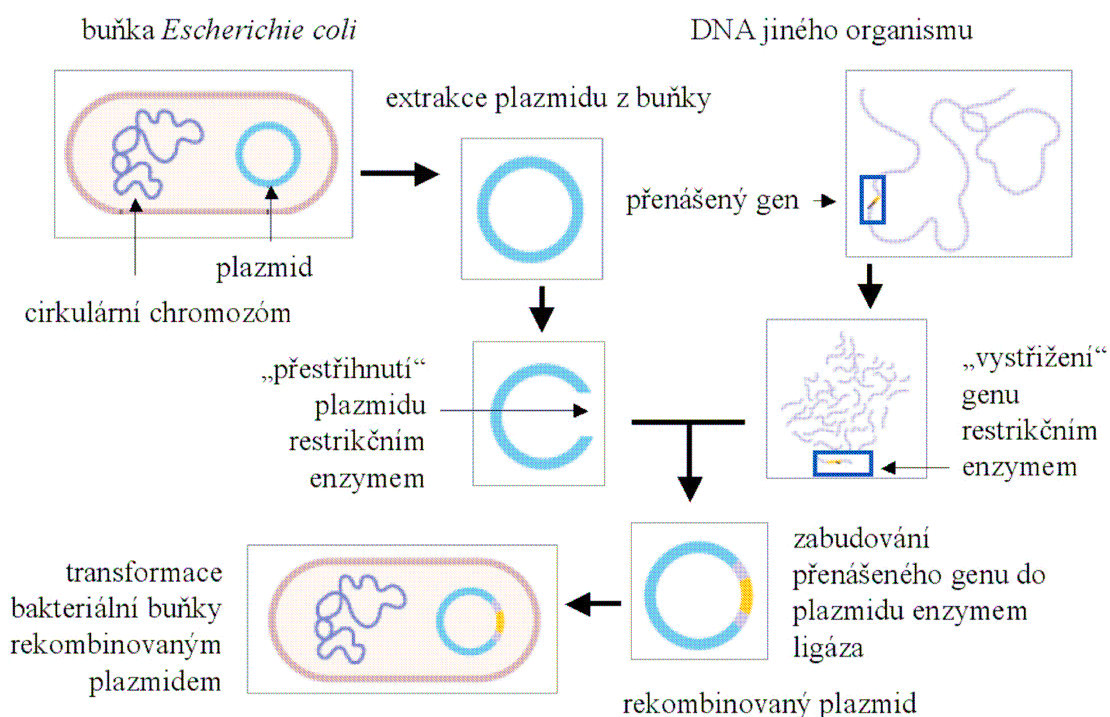 buňka Escherichie coli
DNA jiného organismu
extrakce plazmidu z buňky
přenášený gen
plazmid
cirkulární chromozóm
„přestřihnutí“
plazmidu
restrikčním
enzymem
„vystřižení“
genu
restrikčním
enzymem
transformace
bakteriální buňky
rekombinovaným
plazmidem
zabudování
přenášeného genu do
plazmidu enzymem
ligáza
rekombinovaný plazmid